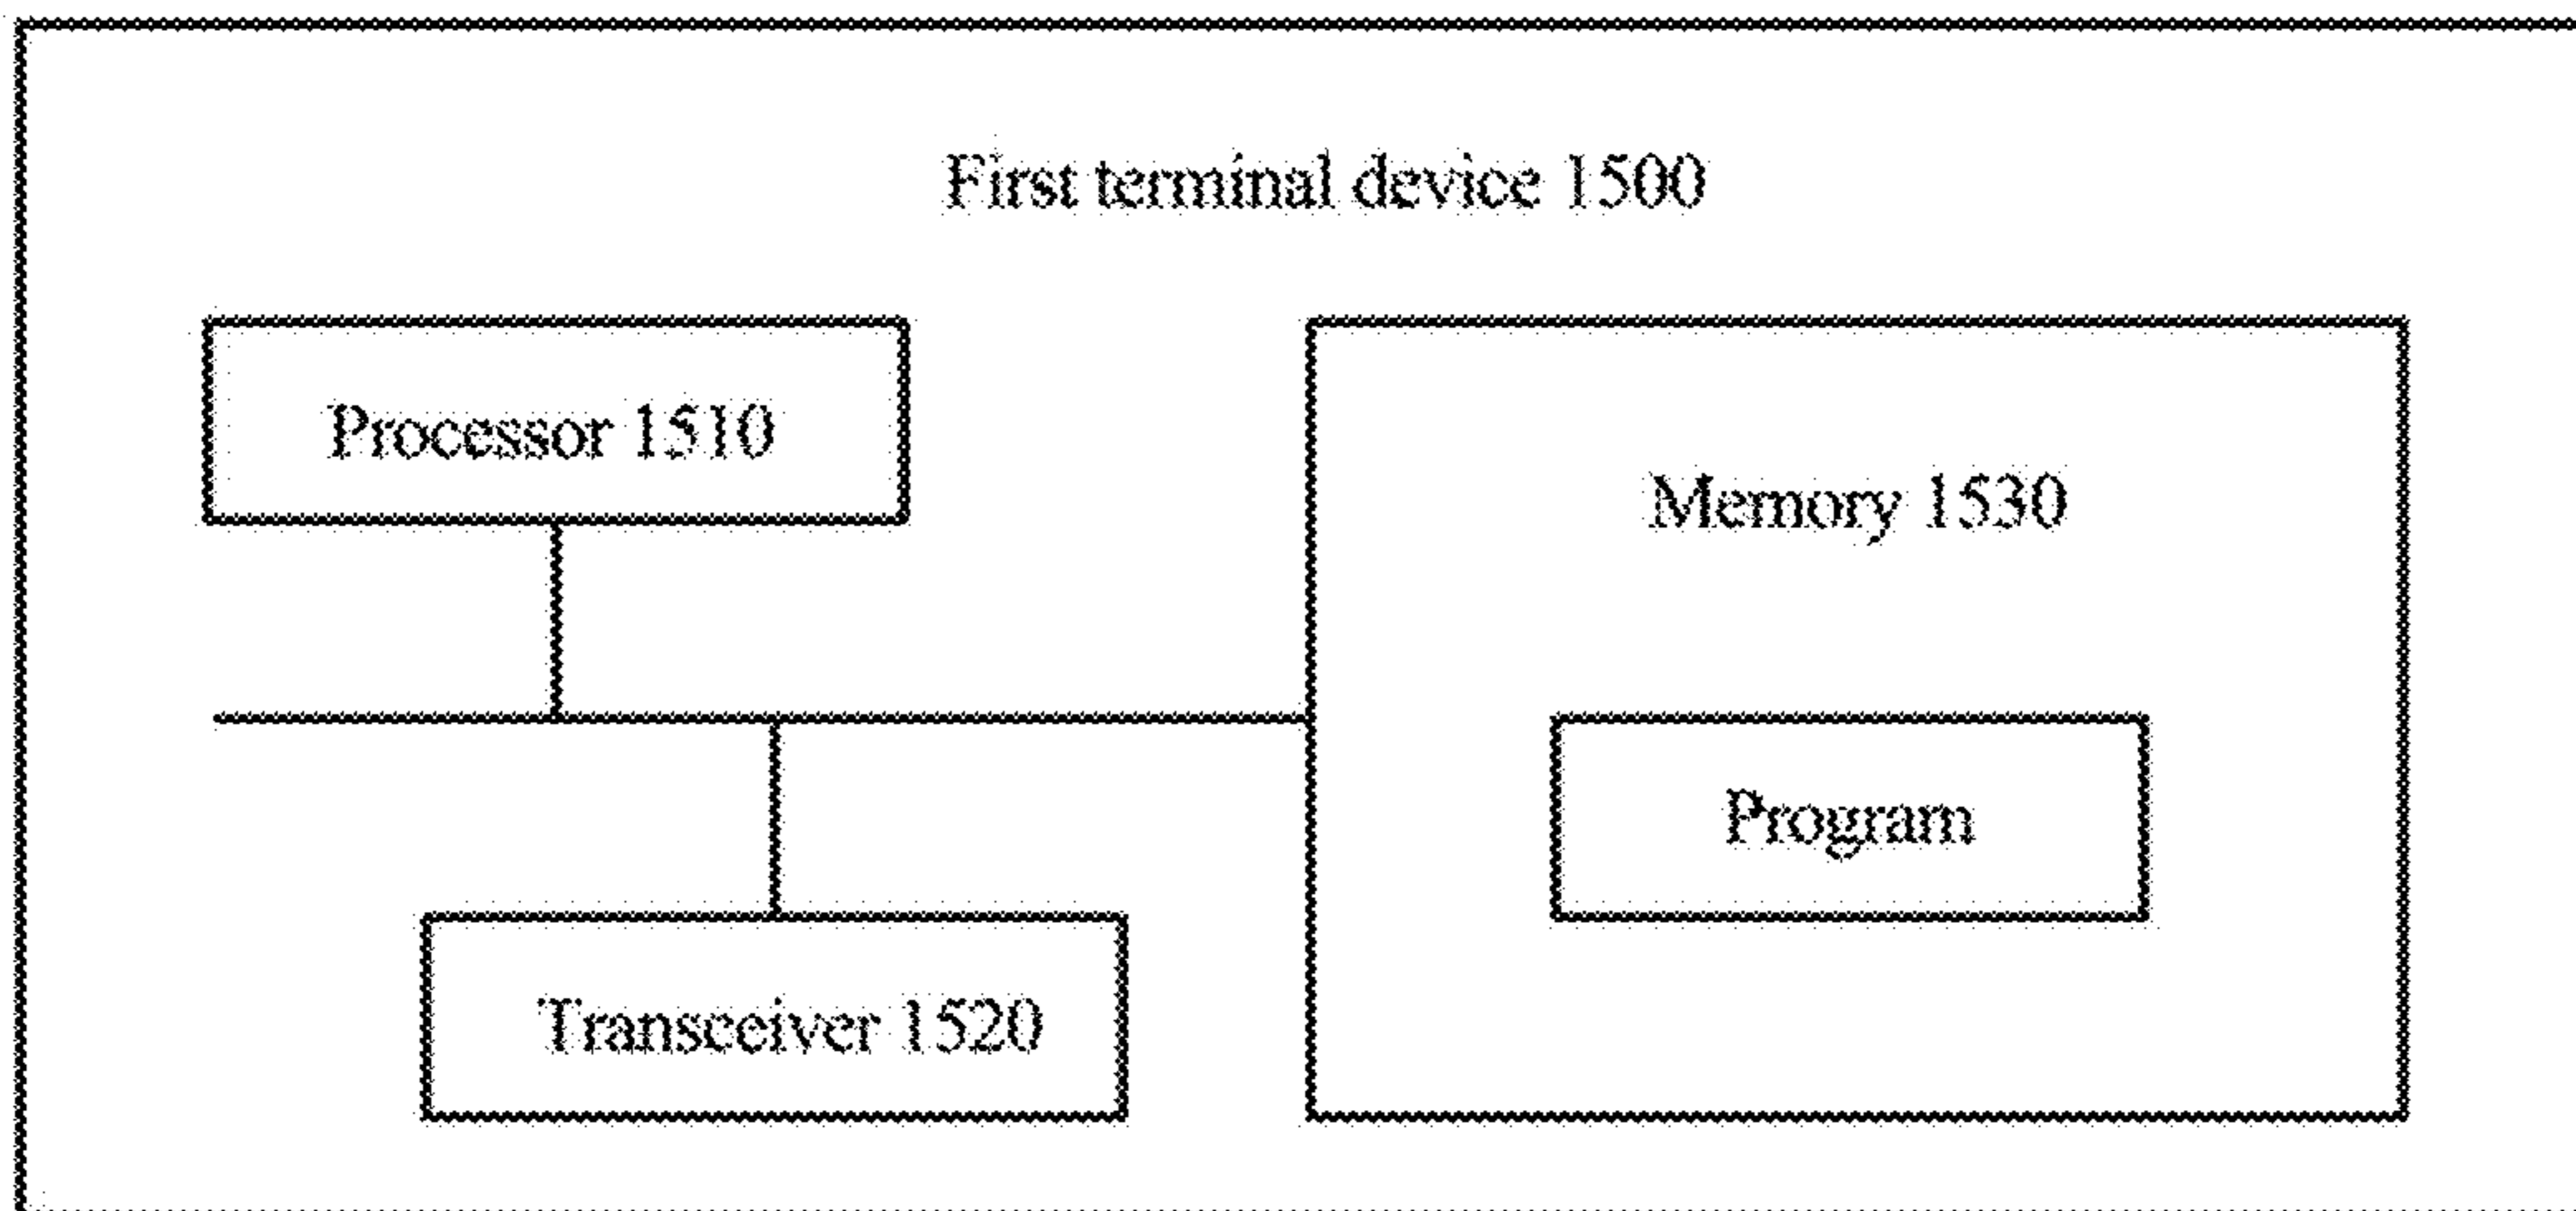 First terminal device 1500
Processor 1510
Memory 1530
Program
Transceiver 1520